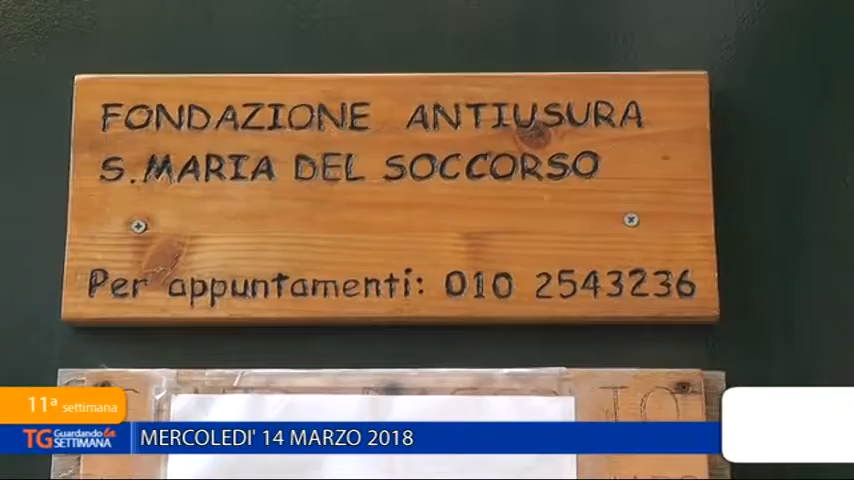 FONDAZIONE ANTIUSURA
S. MARIA DEL SOCCORSO
Per appuntamenti: 010 2543236
11ª settimana
TG Guardando la SETTIMANA
MERCOLEDI' 14 MARZO 2018